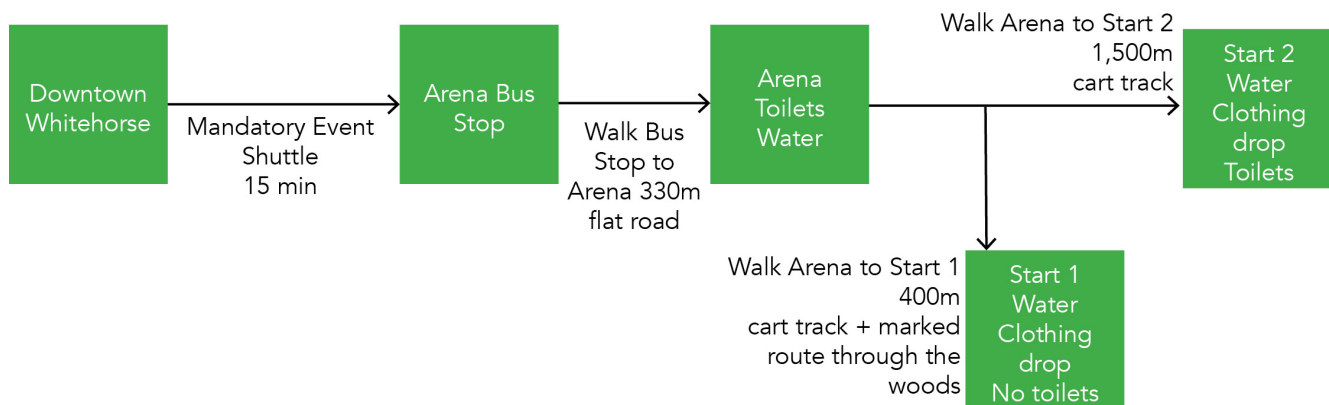 Downtown
Whitehorse
Mandatory Event
Shuttle
15 min
Arena Bus
Stop
Walk Bus
Stop to
Arena 330m
flat road
Arena
Toilets
Water
Walk Arena to Start 2
1,500m
cart track
Start 2
Water
Clothing
drop
Toilets
Walk Arena to Start 1
400m
cart track + marked
route through the
woods
Start 1
Water
Clothing
drop
No toilets